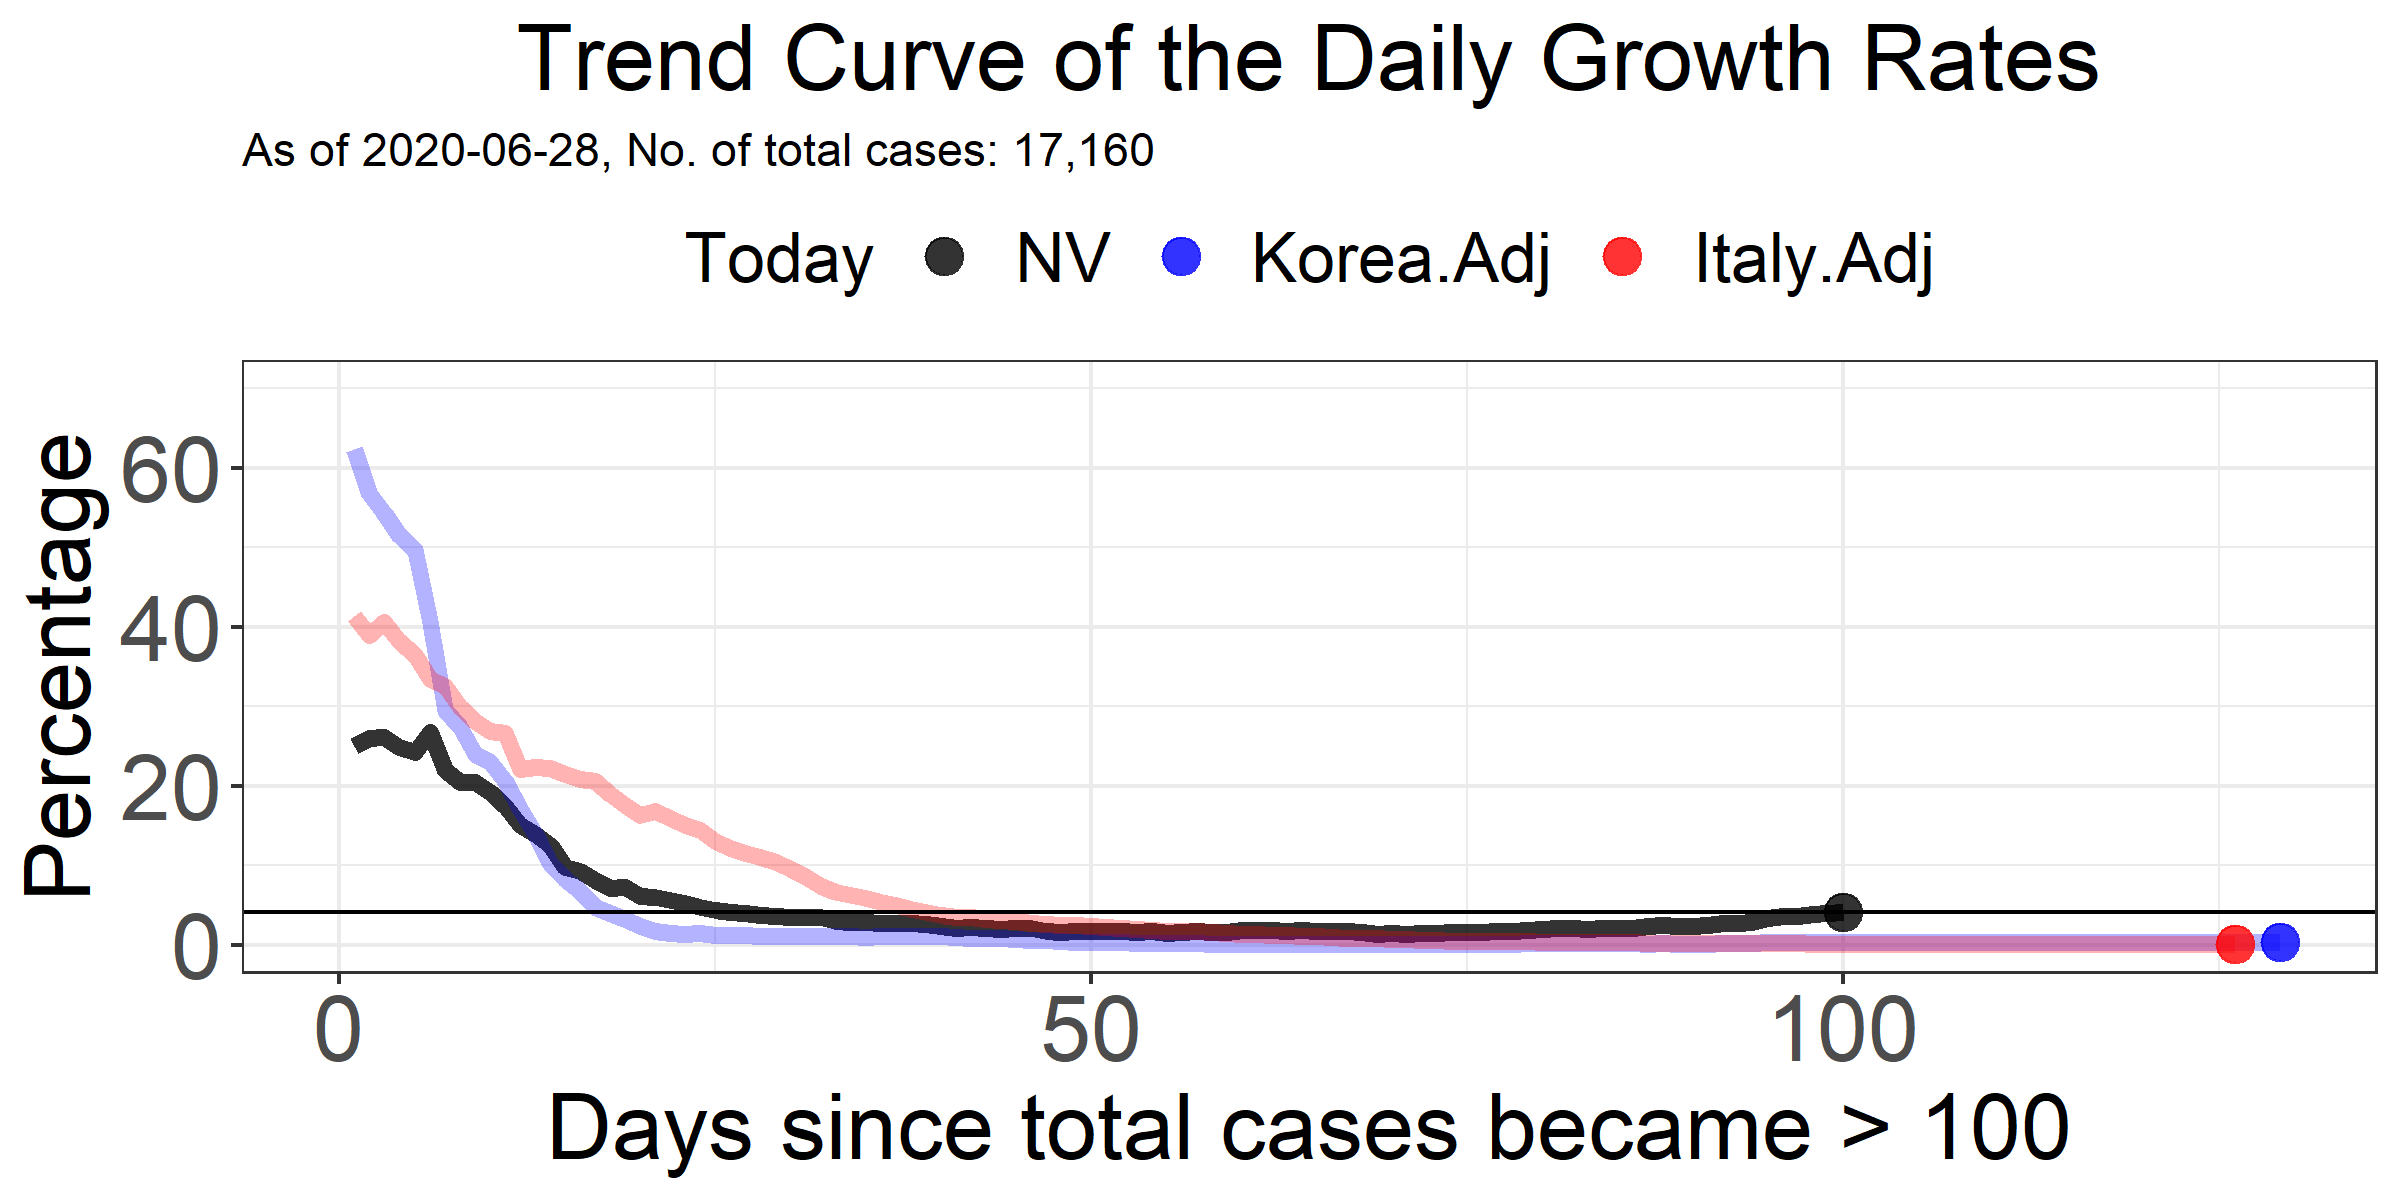 Trend Curve of the Daily Growth Rates
As of 2020-06-28, No. of total cases: 17,160
Today NV Korea.Adj Italy.Adj
Percentage
60
40
20
0
0 50 100
Days since total cases became > 100